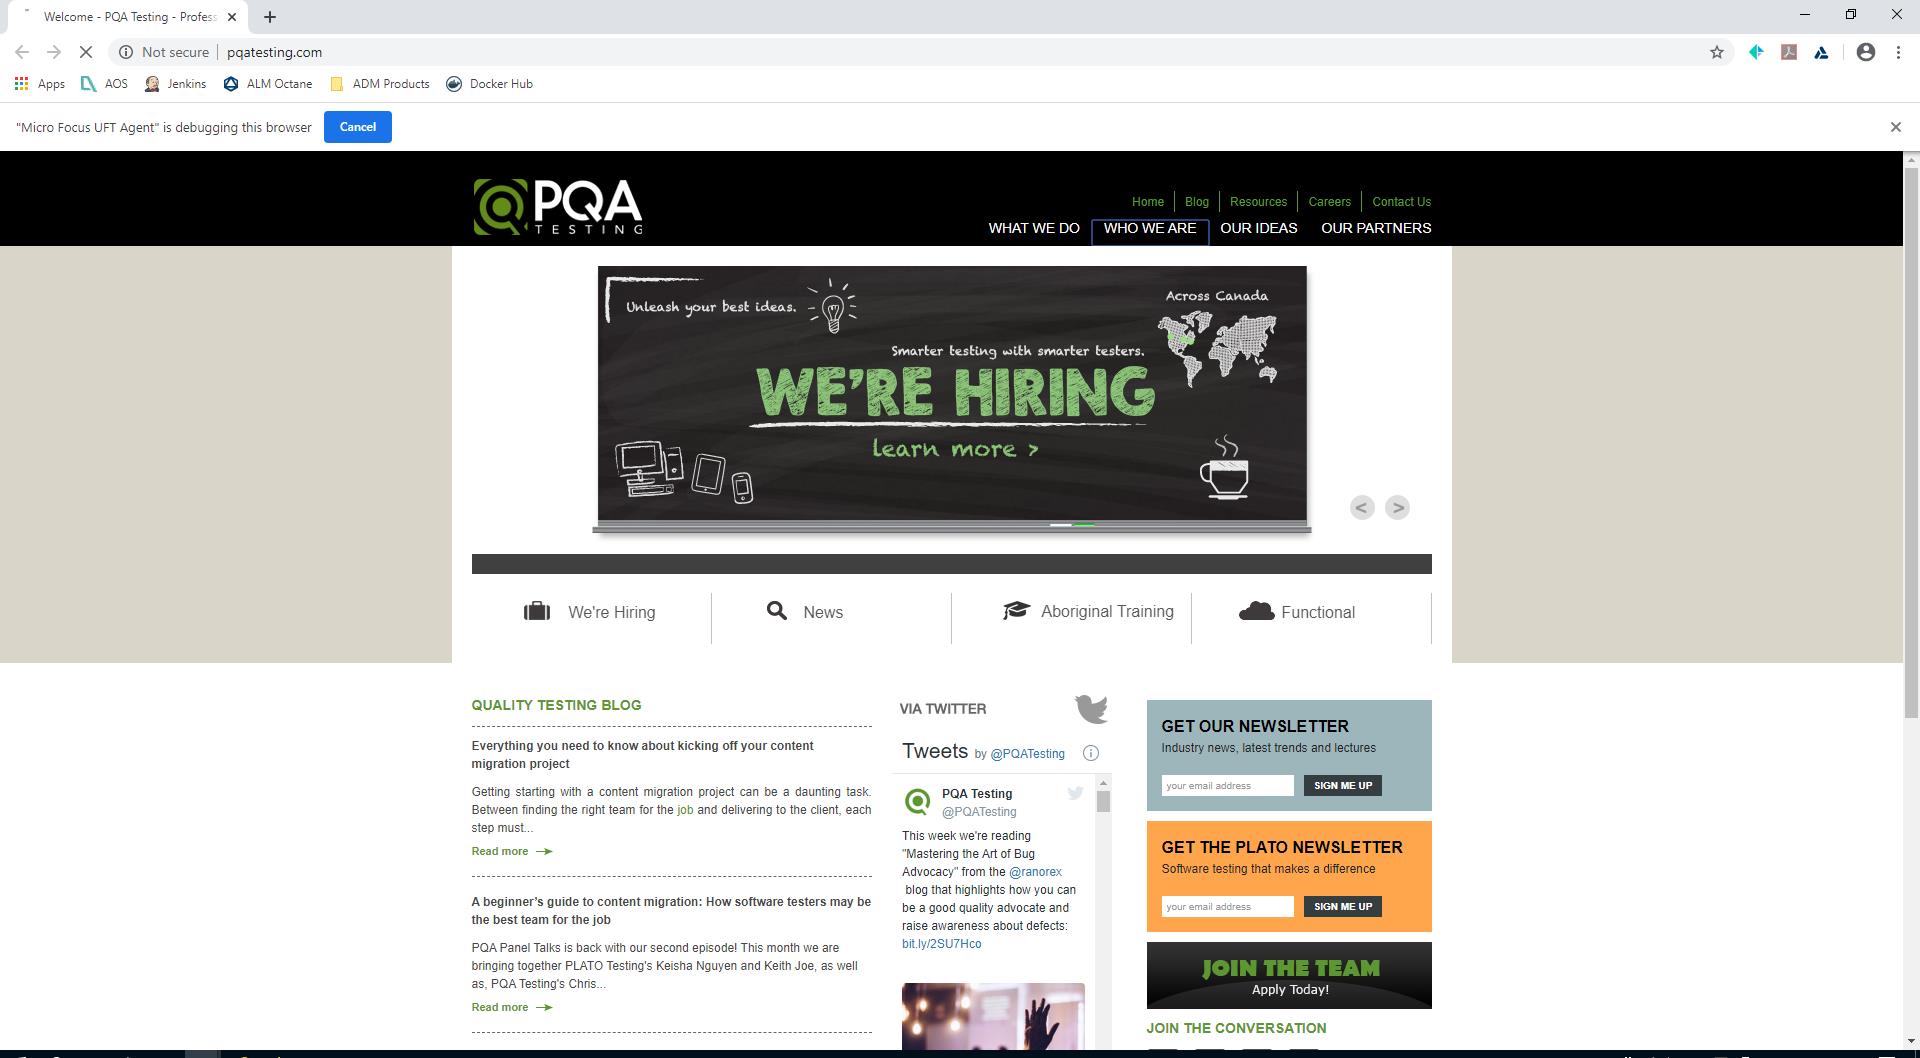 Welcome - PQA Testing - Profess
Not secure | pqatesting.com
Apps AOS Jenkins ALM Octane ADM Products Docker Hub
"Micro Focus UFT Agent" is debugging this browser Cancel
PQA
TESTING
Home Blog Resources Careers Contact Us
WHAT WE DO WHO WE ARE OUR IDEAS OUR PARTNERS
Unleash your best ideas.
Across Canada
Smarter testing with smarter testers.
WE'RE HIRING
learn more >
< >
We're Hiring News Aboriginal Training Functional
QUALITY TESTING BLOG
Everything you need to know about kicking off your content
migration project
Getting starting with a content migration project can be a daunting task.
Between finding the right team for the job and delivering to the client, each
step must...
Read more
A beginner's guide to content migration: How software testers may be
the best team for the job
PQA Panel Talks is back with our second episode! This month we are
bringing together PLATO Testing's Keisha Nguyen and Keith Joe, as well
as, PQA Testing's Chris...
Read more
VIA TWITTER
Tweets by @PQATesting
PQA Testing
@PQATesting
This week we're reading
"Mastering the Art of Bug
Advocacy" from the @ranorex
blog that highlights how you can
be a good quality advocate and
raise awareness about defects:
bit.ly/2SU7Hco
GET OUR NEWSLETTER
Industry news, latest trends and lectures
your email address SIGN ME UP
GET THE PLATO NEWSLETTER
Software testing that makes a difference
your email address SIGN ME UP
JOIN THE TEAM
Apply Today!
JOIN THE CONVERSATION